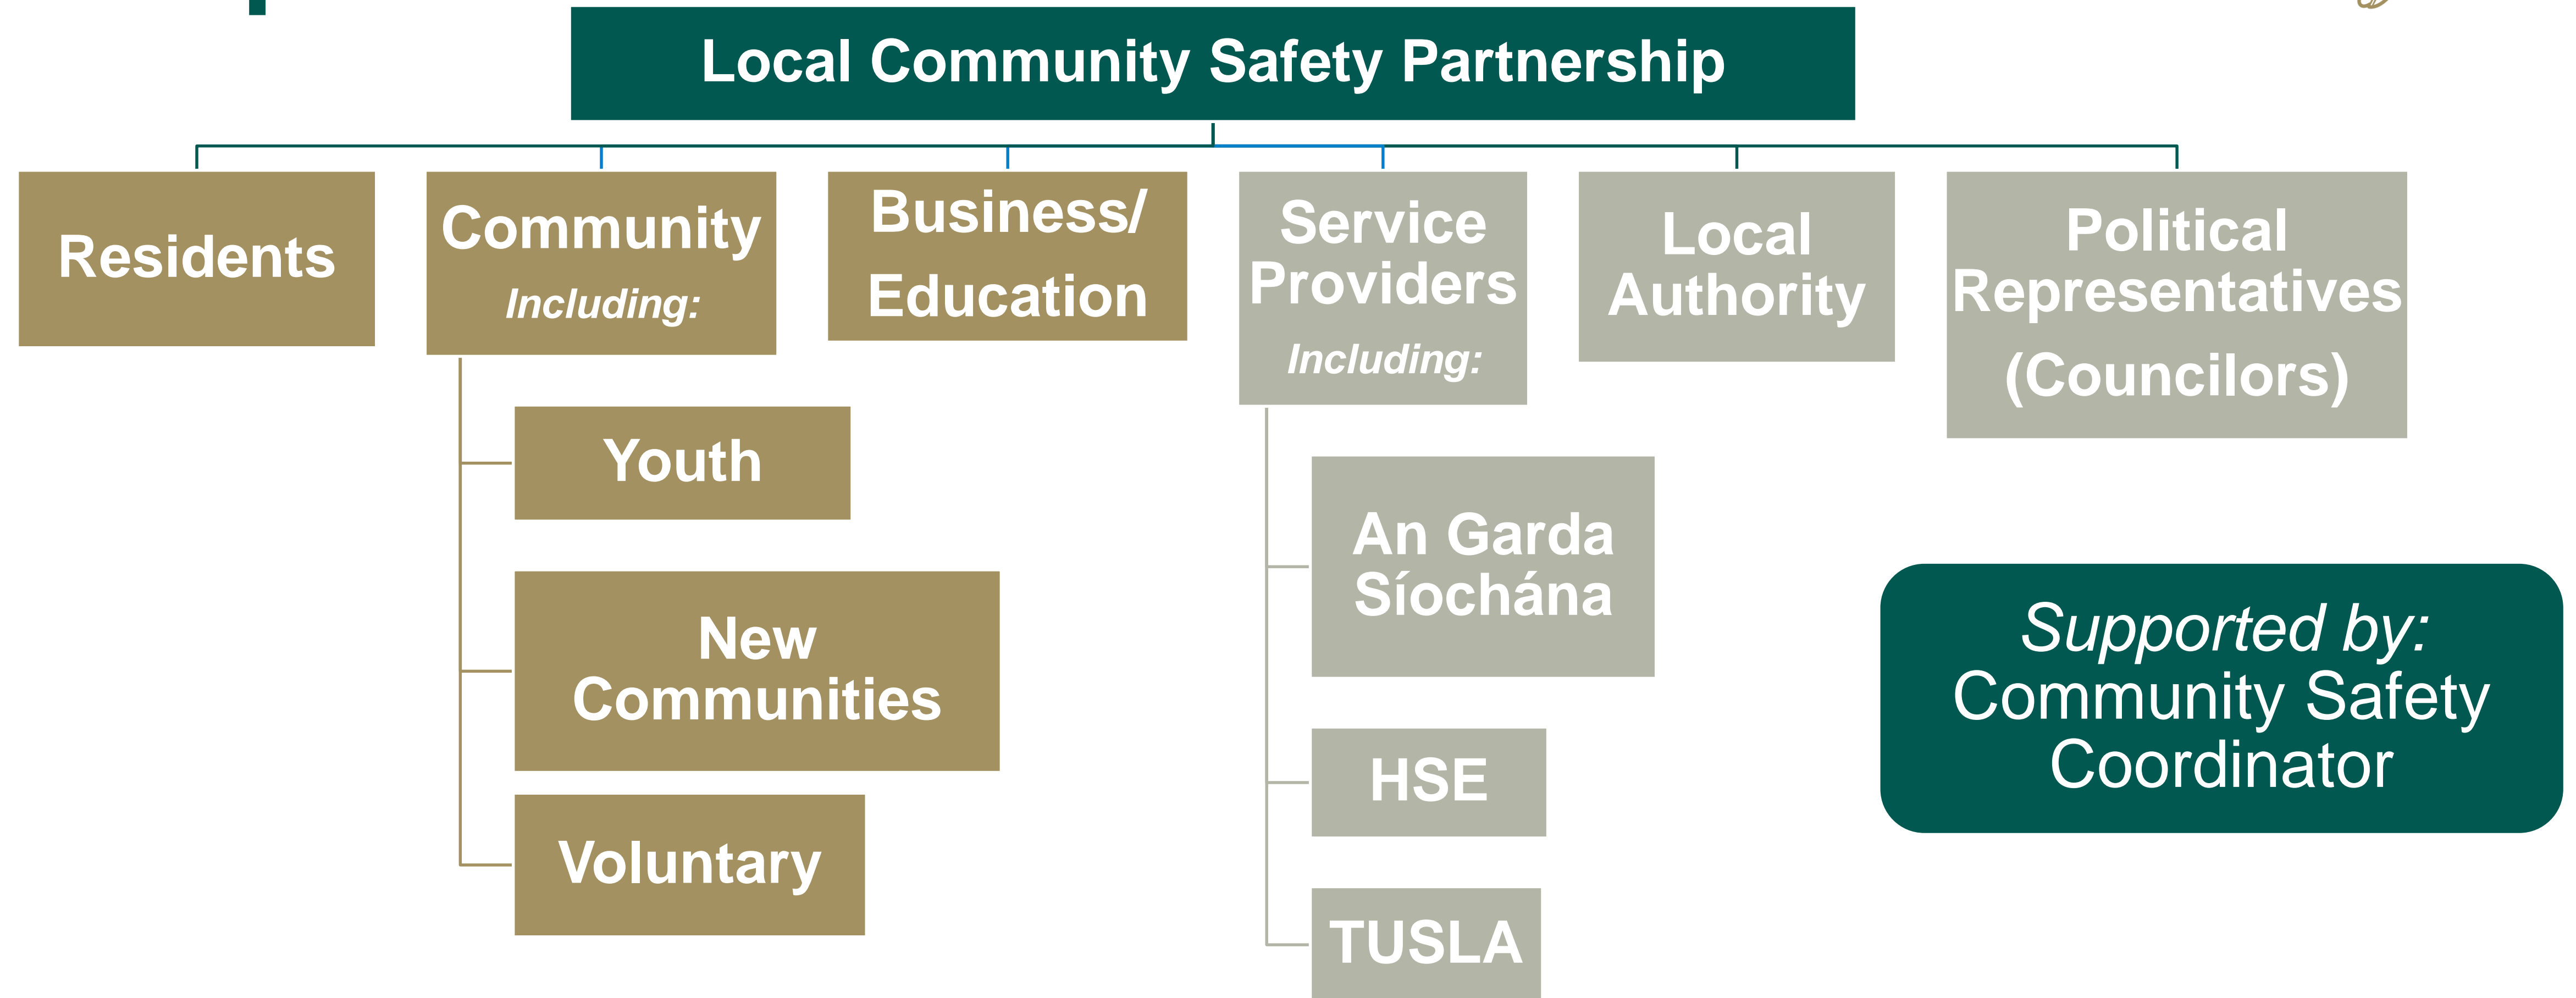 Local Community Safety Partnership
Residents
Community
Including:
Business/
Education
Service
Providers
Including:
Local
Authority
Political
Representatives
(Councilors)
Youth
New
Communities
Voluntary
An Garda
Síochána
HSE
TUSLA
Supported by:
Community Safety
Coordinator